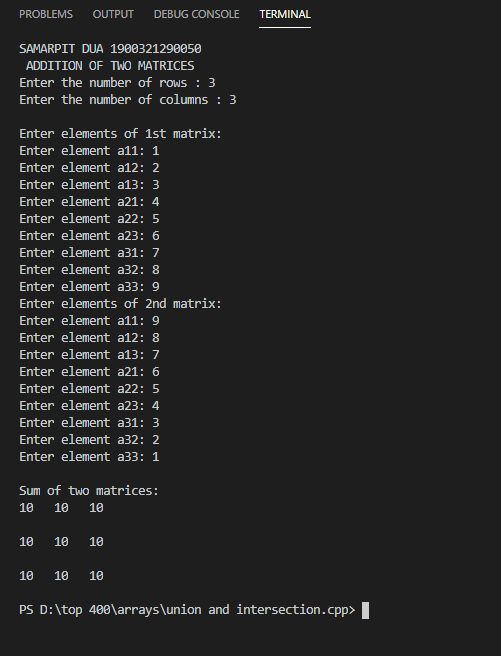 PROBLEMS OUTPUT DEBUG CONSOLE TERMINAL
SAMARPIT DUA 1900321290050
ADDITION OF TWO MATRICES
Enter the number of rows : 3
Enter the number of columns : 3
Enter elements of 1st matrix:
Enter element a11: 1
Enter element a12: 2
Enter element a13: 3
Enter element a21: 4
Enter element a22: 5
Enter element a23: 6
Enter element a31: 7
Enter element a32: 8
Enter element a33: 9
Enter elements of 2nd matrix:
Enter element a11: 9
Enter element a12: 8
Enter element a13: 7
Enter element a21: 6
Enter element a22: 5
Enter element a23: 4
Enter element a31: 3
Enter element a32: 2
Enter element a33: 1
Sum of two matrices:
10 10 10
10 10 10
10 10 10
PS D:\top 400\arrays\union and intersection.cpp>